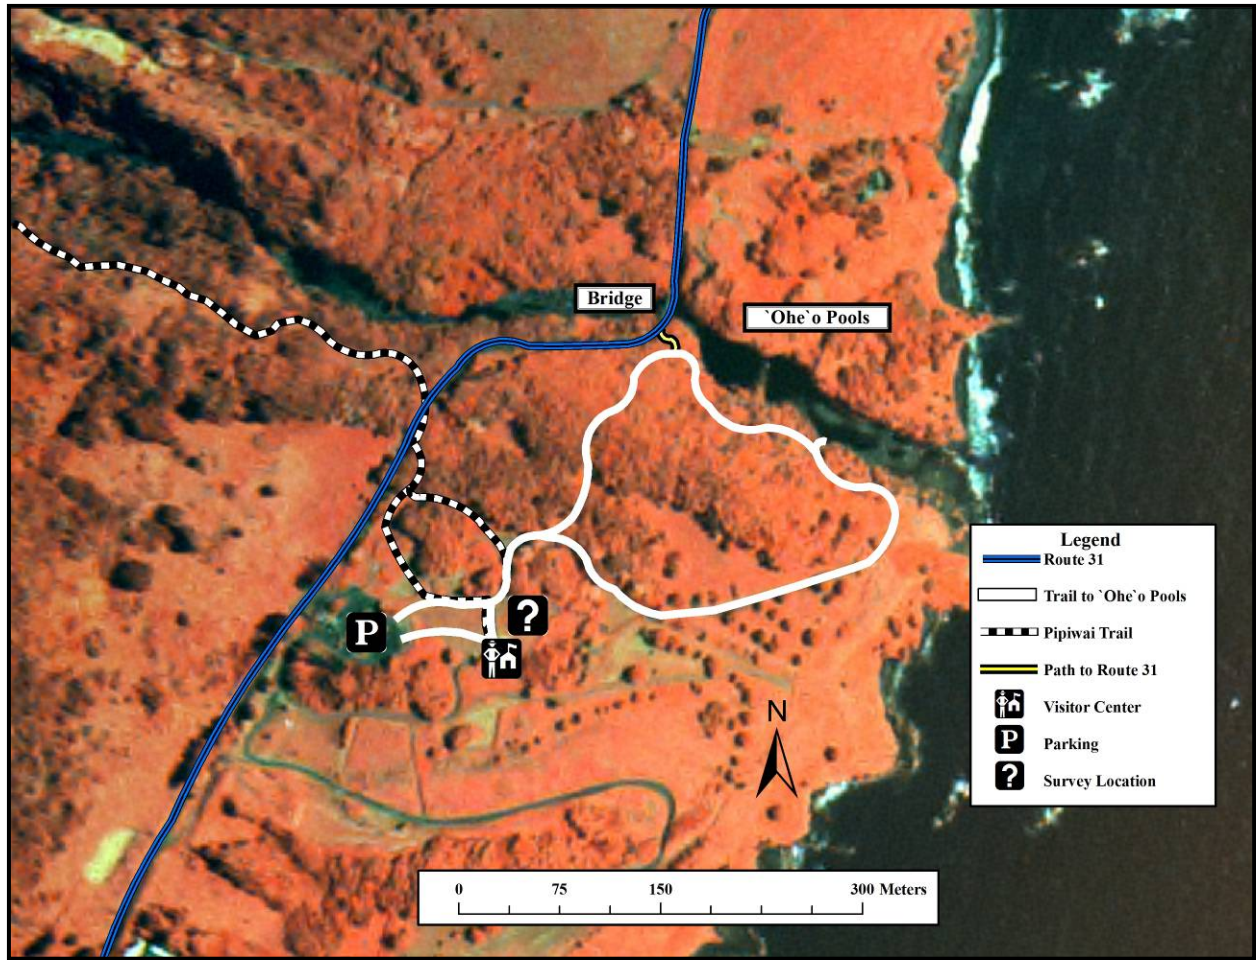 Bridge
`Ohe`o Pools
P
?
Legend
Route 31
Trail to `Ohe`o Pools
Pipiwai Trail
Path to Route 31
Visitor Center
P
Parking
?
Survey Location
N
0 75 150 300 Meters